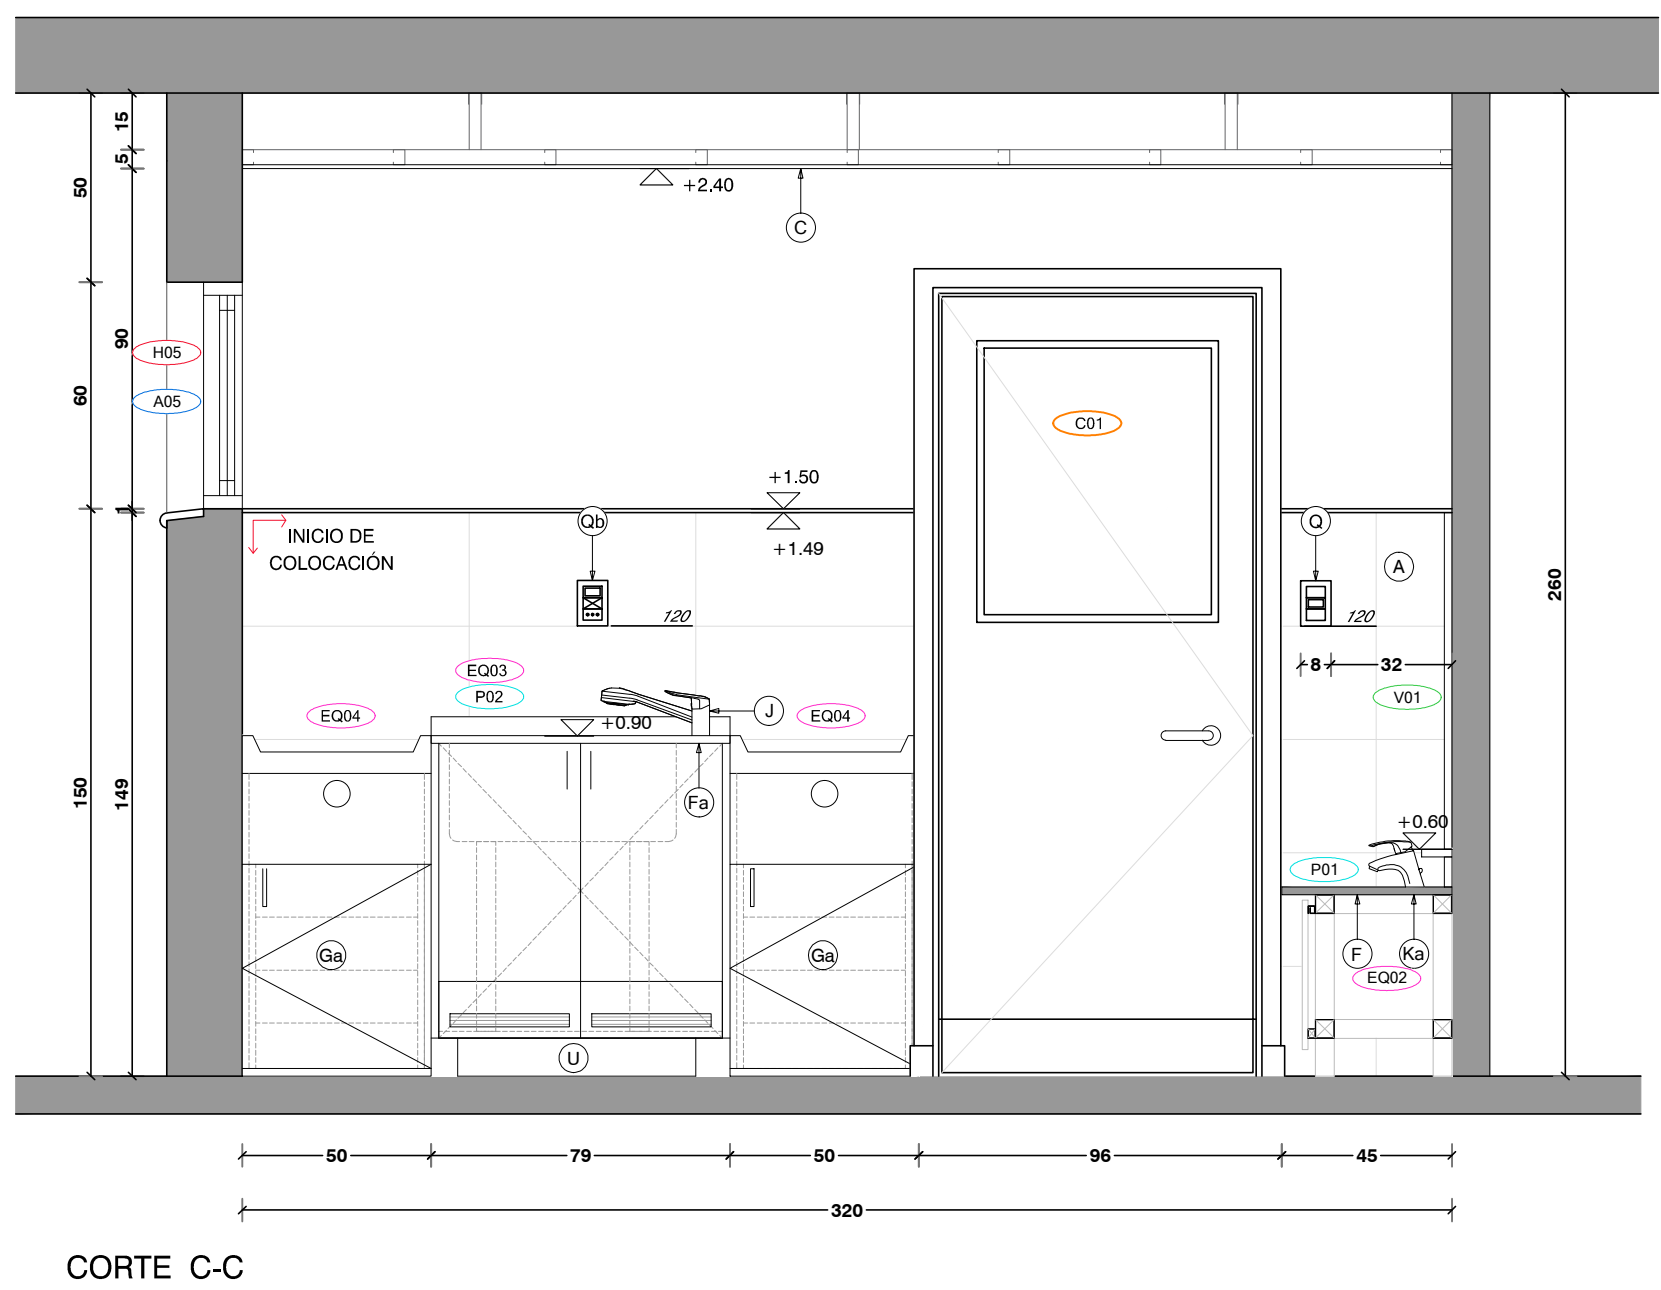 15
5
50
+2.40
C
90
H05
60
A05
C01
+1.50
1
Qb
Q
INICIO DE
COLOCACIÓN
+1.49
A
260
120
120
8
32
EQ03
P02
V01
EQ04
J
EQ04
+0.90
150
149
Fa
+0.60
P01
Ga
Ga
F
Ka
EQ02
U
50
79
50
96
45
320
CORTE C-C